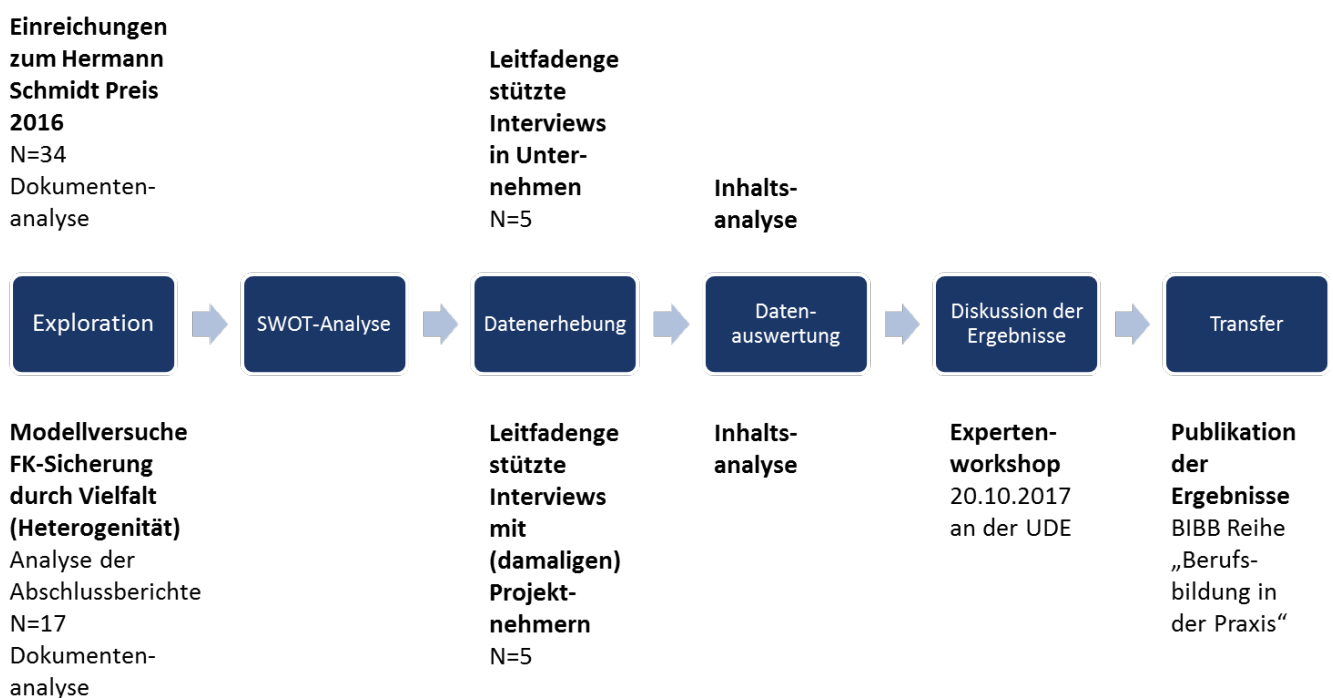 Einreichungen
zum Hermann
Schmidt Preis
2016
N=34
Dokumenten-
analyse
Leitfadenge
stützte
Interviews
in Unter-
nehmen
N=5
Inhalts-
analyse
Exploration
SWOT-Analyse
Datenerhebung
Daten-
auswertung
Diskussion der
Ergebnisse
Transfer
Modellversuche
FK-Sicherung
durch Vielfalt
(Heterogenität)
Analyse der
Abschlussberichte
N=17
Dokumenten-
analyse
Leitfadenge
stützte
Interviews
mit
(damaligen)
Projekt-
nehmern
N=5
Inhalts-
analyse
Experten-
workshop
20.10.2017
an der UDE
Publikation
der
Ergebnisse
BIBB Reihe
„Berufs-
bildung in
der Praxis“